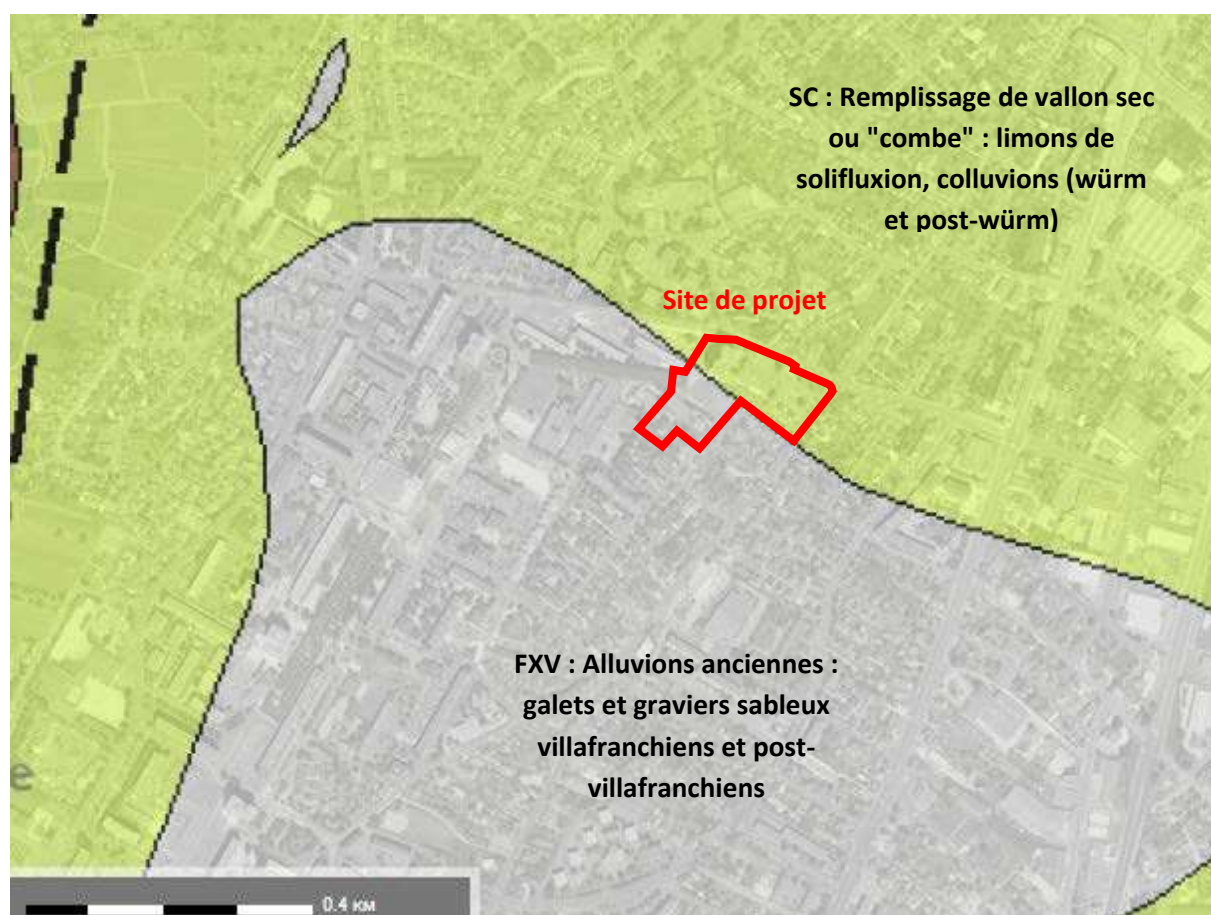 SC : Remplissage de vallon sec
ou "combe" : limons de
solifluxion, colluvions (würm
et post-würm)
Site de projet
FXV : Alluvions anciennes :
galets et graviers sableux
villafranchiens et post-
villafranchiens
e
0.4 км